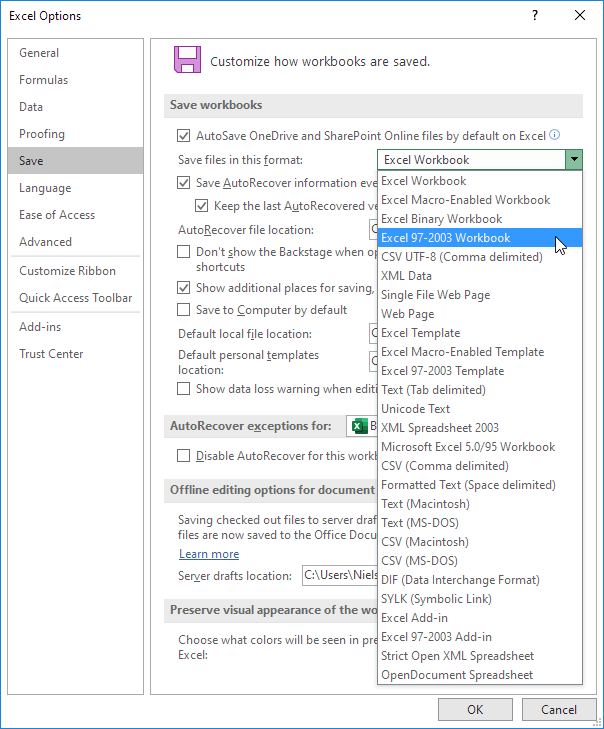 Excel Options
?
General
Formulas
Data
Proofing
Save
Language
Ease of Access
Advanced
Customize Ribbon
Quick Access Toolbar
Add-ins
Trust Center
Customize how workbooks are saved.
Save workbooks
AutoSave OneDrive and SharePoint Online files by default on Excel
Save files in this format: Excel Workbook
Save AutoRecover information
Keep the last AutoRecovered
AutoRecover file location:
Don't show the Backstage when
shortcuts
Show additional places for saving,
Save to Computer by default
Default local file location:
Default personal templates
location:
Show data loss warning when
AutoRecover exceptions for:
Disable AutoRecover for this
Offline editing options for document
Saving checked out files to server
files are now saved to the Office
Learn more
Server drafts location: C:\Users\Niels
Preserve visual appearance of the
Choose what colors will be seen in
Excel:
Excel Workbook
Excel Macro-Enabled Workbook
Excel Binary Workbook
Excel 97-2003 Workbook
CSV UTF-8 (Comma delimited)
XML Data
Single File Web Page
Web Page
Excel Template
Excel Macro-Enabled Template
Excel 97-2003 Template
Text (Tab delimited)
Unicode Text
XML Spreadsheet 2003
Microsoft Excel 5.0/95 Workbook
CSV (Comma delimited)
Formatted Text (Space delimited)
Text (Macintosh)
Text (MS-DOS)
CSV (Macintosh)
CSV (MS-DOS)
DIF (Data Interchange Format)
SYLK (Symbolic Link)
Excel Add-in
Excel 97-2003 Add-in
Strict Open XML Spreadsheet
OpenDocument Spreadsheet
OK
Cancel